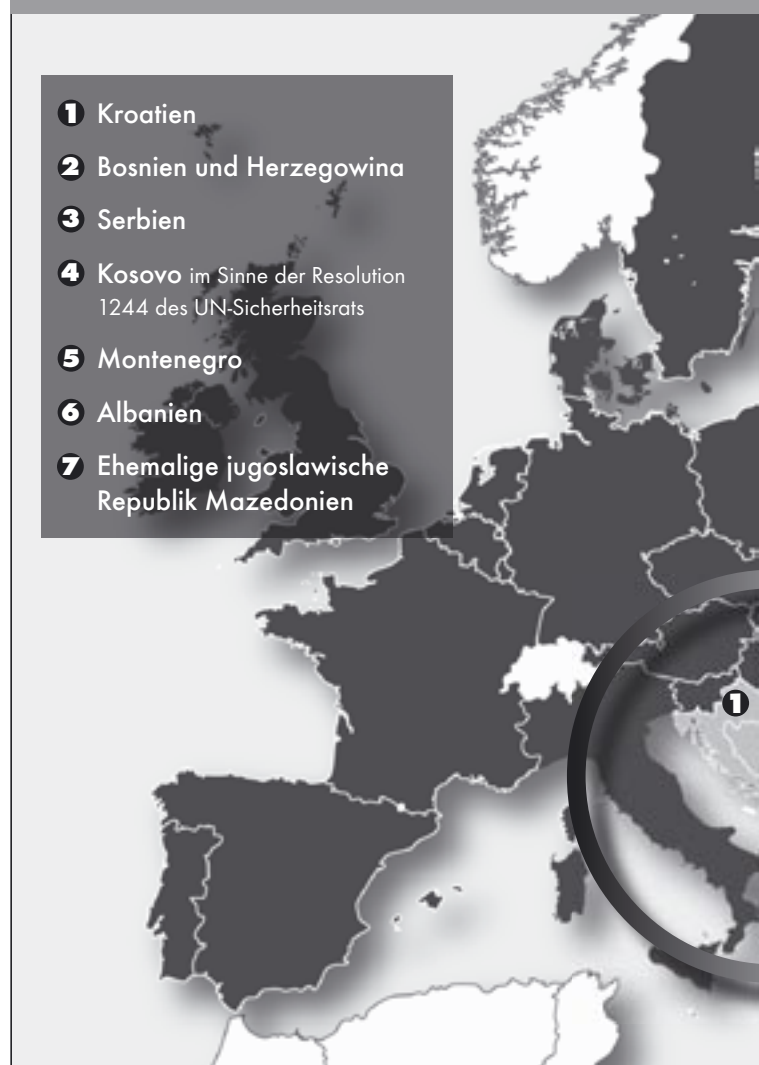 1 Kroatien
2 Bosnien und Herzegowina
3 Serbien
4 Kosovo im Sinne der Resolution
1244 des UN-Sicherheitsrats
5 Montenegro
6 Albanien
7 Ehemalige jugoslawische
Republik Mazedonien
1